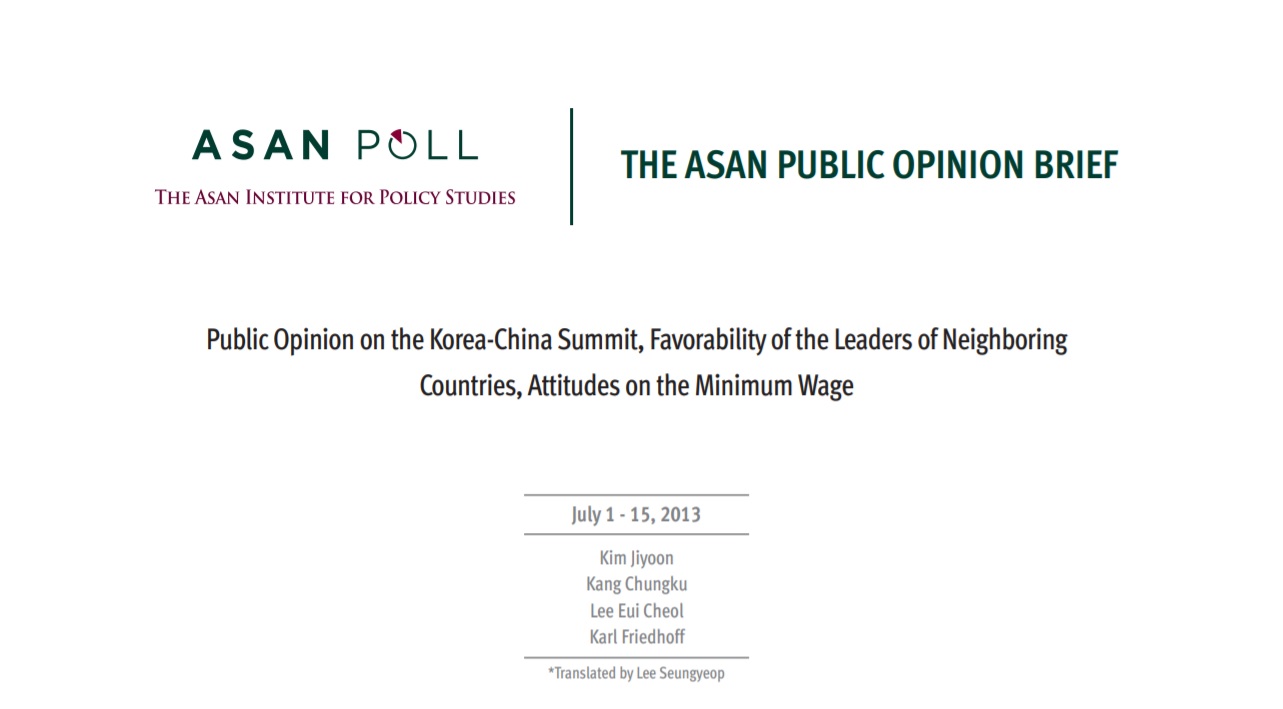 ASAN POLL
THE ASAN INSTITUTE FOR POLICY STUDIES
THE ASAN PUBLIC OPINION BRIEF
Public Opinion on the Korea-China Summit, Favorability of the Leaders of Neighboring
Countries, Attitudes on the Minimum Wage
July 1 - 15, 2013
Kim Jiyoon
Kang Chungku
Lee Eui Cheol
Karl Friedhoff
*Translated by Lee Seungyeop